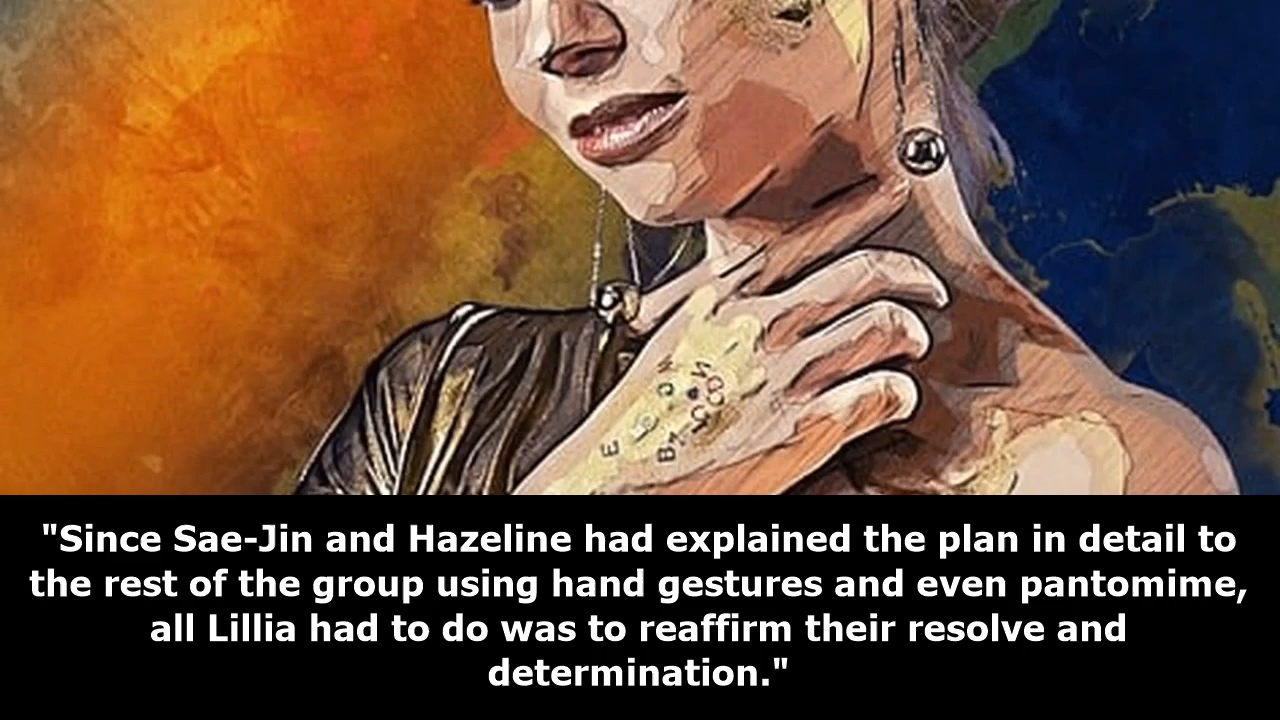 "Since Sae-Jin and Hazeline had explained the plan in detail to
the rest of the group using hand gestures and even pantomime,
all Lillia had to do was to reaffirm their resolve and
determination."